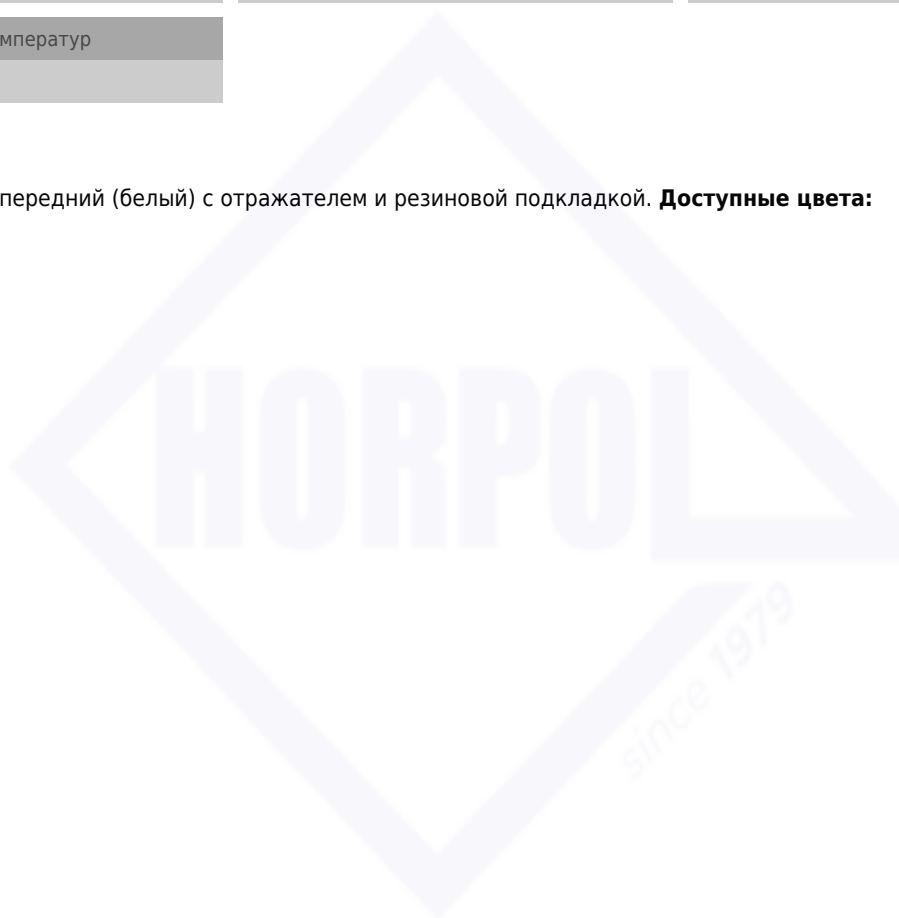 мператур
передний (белый) с отражателем и резиновой подкладкой. Доступные цвета:
HORPOL
since 1979